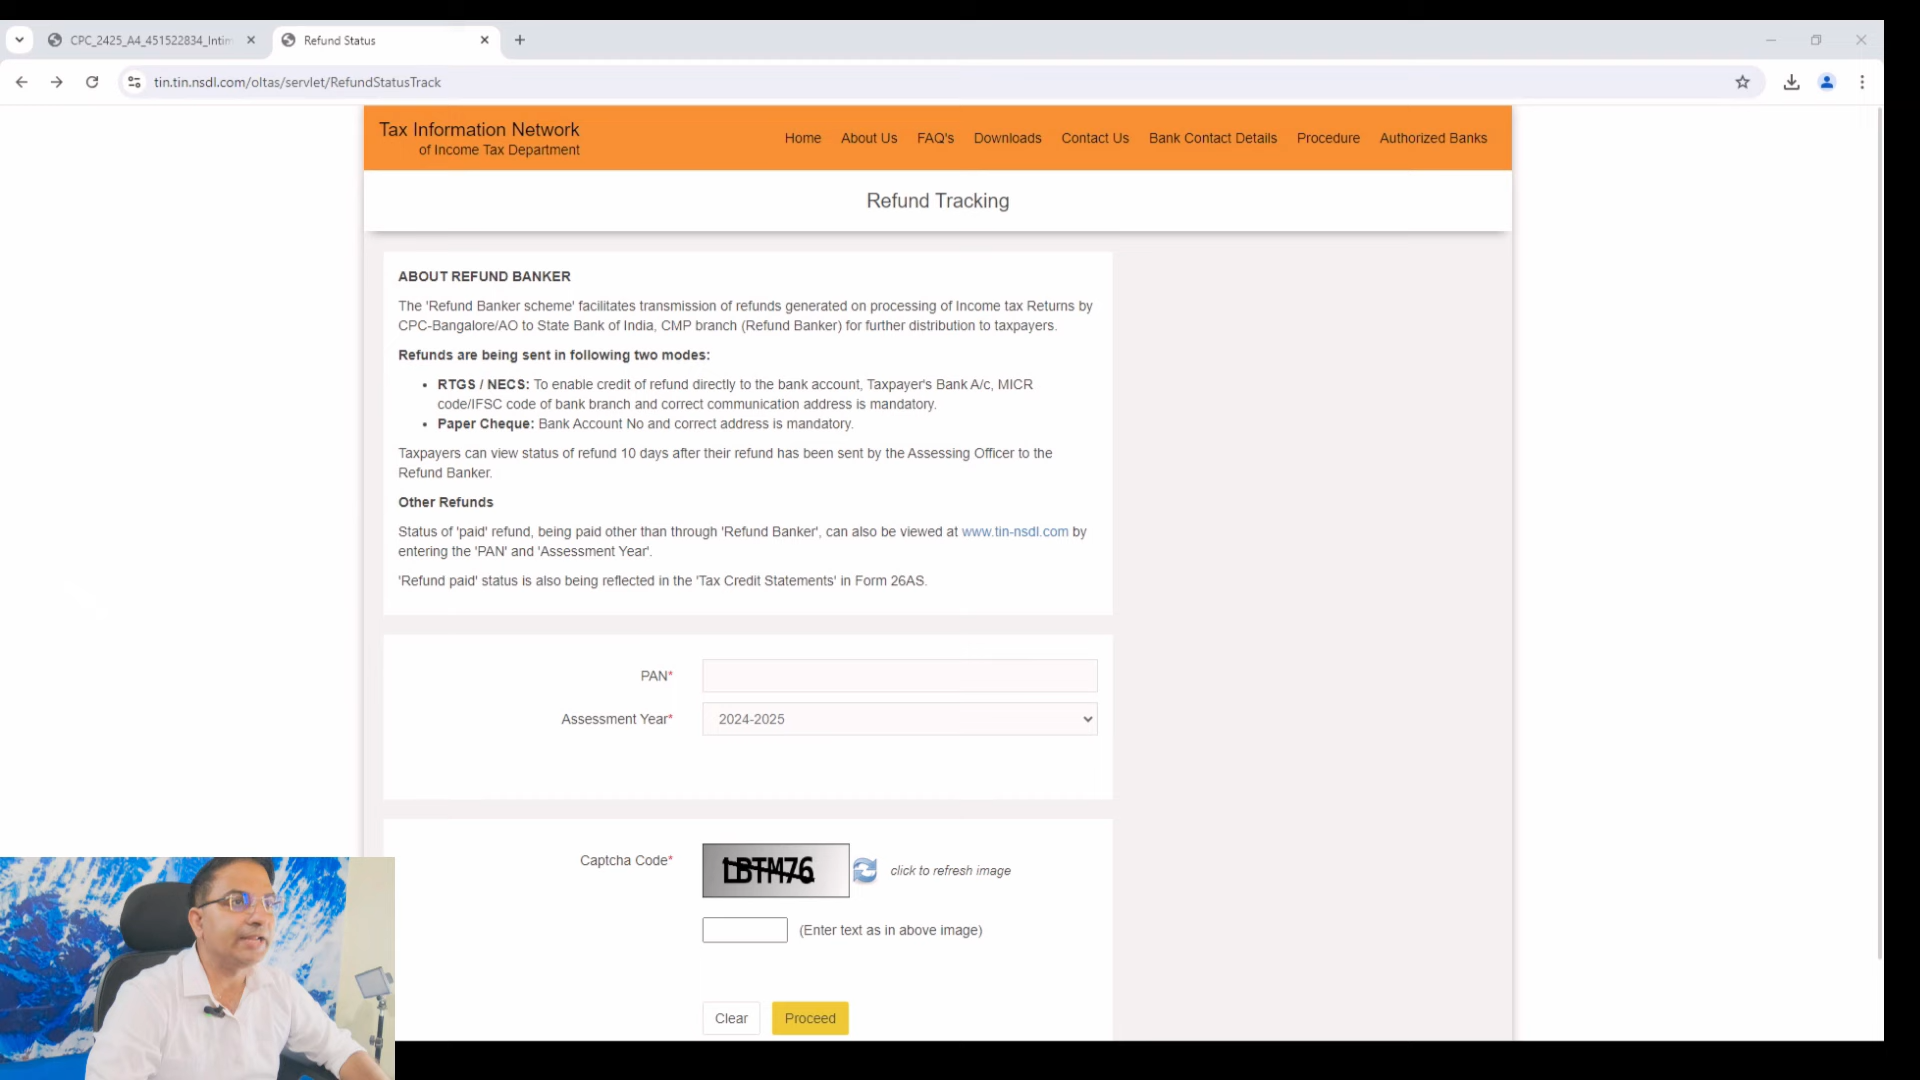 CPC_2425_A4_451522834_Intim
Refund Status
tin.tin.nsdl.com/oltas/servlet/RefundStatusTrack
Tax Information Network
of Income Tax Department
Home About Us FAQ's Downloads Contact Us Bank Contact Details Procedure Authorized Banks
Refund Tracking
ABOUT REFUND BANKER
The 'Refund Banker scheme' facilitates transmission of refunds generated on processing of Income tax Returns by
CPC-Bangalore/AO to State Bank of India, CMP branch (Refund Banker) for further distribution to taxpayers.
Refunds are being sent in following two modes:
• RTGS / NECS: To enable credit of refund directly to the bank account, Taxpayer's Bank A/c, MICR
code/IFSC code of bank branch and correct communication address is mandatory.
• Paper Cheque: Bank Account No and correct address is mandatory.
Taxpayers can view status of refund 10 days after their refund has been sent by the Assessing Officer to the
Refund Banker.
Other Refunds
Status of 'paid' refund, being paid other than through 'Refund Banker', can also be viewed at www.tin-nsdl.com by
entering the 'PAN' and 'Assessment Year'.
'Refund paid' status is also being reflected in the 'Tax Credit Statements' in Form 26AS.
PAN*
Assessment Year* 2024-2025
Captcha Code* LBTM76 click to refresh image
(Enter text as in above image)
Clear Proceed